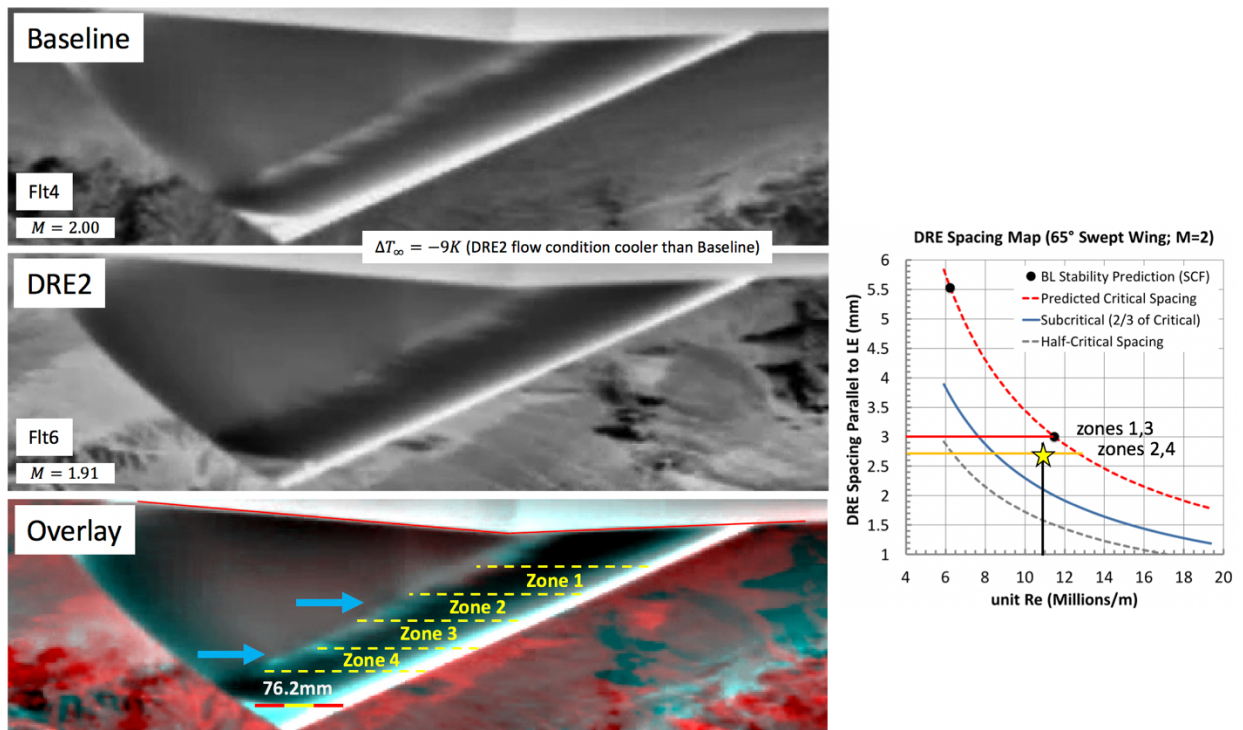 Baseline
Flt4
M = 2.00
ΔT∞ = −9K (DRE2 flow condition cooler than Baseline)
DRE2
Flt6
M = 1.91
Overlay
Zone 1
Zone 2
Zone 3
Zone 4
76.2mm
DRE Spacing Map (65° Swept Wing; M=2)
DRE Spacing Parallel to LE (mm)
6
5.5
5
4.5
4
3.5
3
2.5
2
1.5
1
BL Stability Prediction (SCF)
Predicted Critical Spacing
Subcritical (2/3 of Critical)
Half-Critical Spacing
zones 1,3
zones 2,4
4 6 8 10 12 14 16 18 20
unit Re (Millions/m)